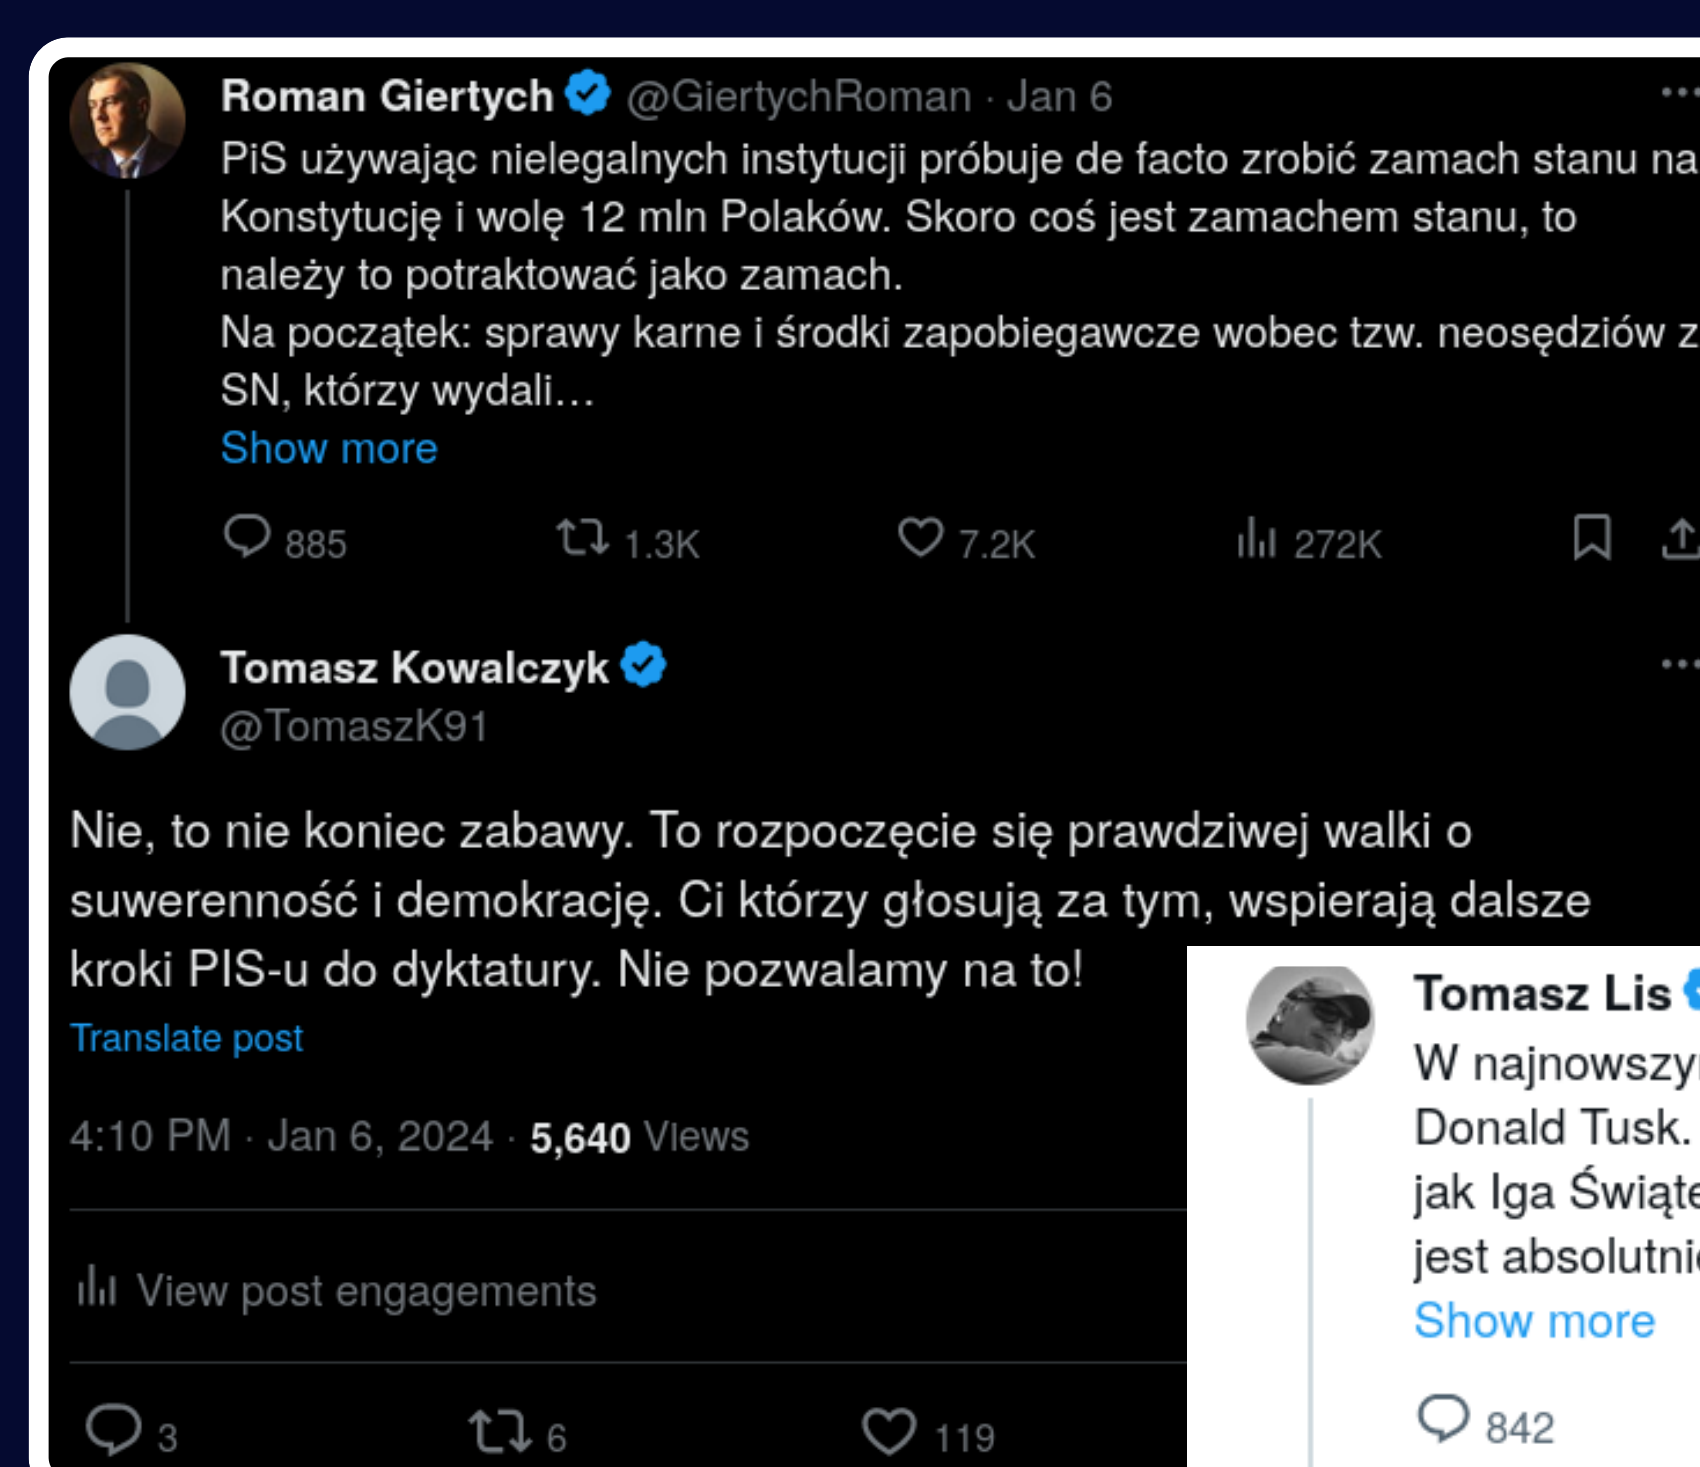 Roman Giertych @GiertychRoman · Jan 6
PiS używając nielegalnych instytucji próbuje de facto zrobić zamach stanu na
Konstytucję i wolę 12 mln Polaków. Skoro coś jest zamachem stanu, to
należy to potraktować jako zamach.
Na początek: sprawy karne i środki zapobiegawcze wobec tzw. neosędziów z
SN, którzy wydali…
Show more
885 1.3K 7.2K 272K
Tomasz Kowalczyk
@TomaszK91
Nie, to nie koniec zabawy. To rozpoczęcie się prawdziwej walki o
suwerenność i demokrację. Ci którzy głosują za tym, wspierają dalsze
kroki PIS-u do dyktatury. Nie pozwalamy na to!
Translate post
4:10 PM · Jan 6, 2024 · 5,640 Views
View post engagements
3 6 119
Tomasz Lis
W
Donald Tusk.
jak Iga
jest
Show more
842